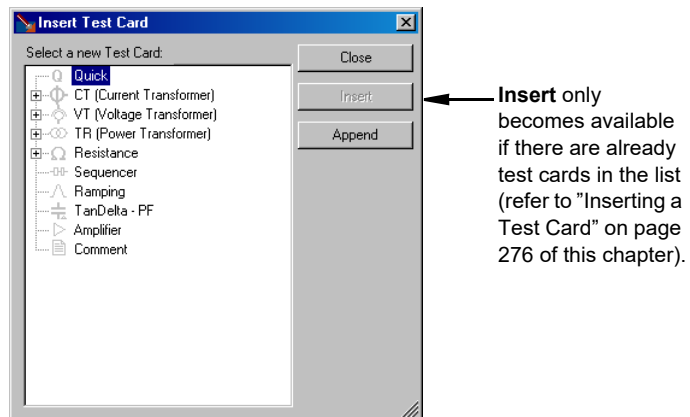 Insert Test Card
Select a new Test Card:
Quick
CT (Current Transformer)
VT (Voltage Transformer)
TR (Power Transformer)
Resistance
Sequencer
Ramping
TanDelta - PF
Amplifier
Comment
Close
Insert
Append
Insert only
becomes available
if there are already
test cards in the list
(refer to ”Inserting a
Test Card” on page
276 of this chapter).